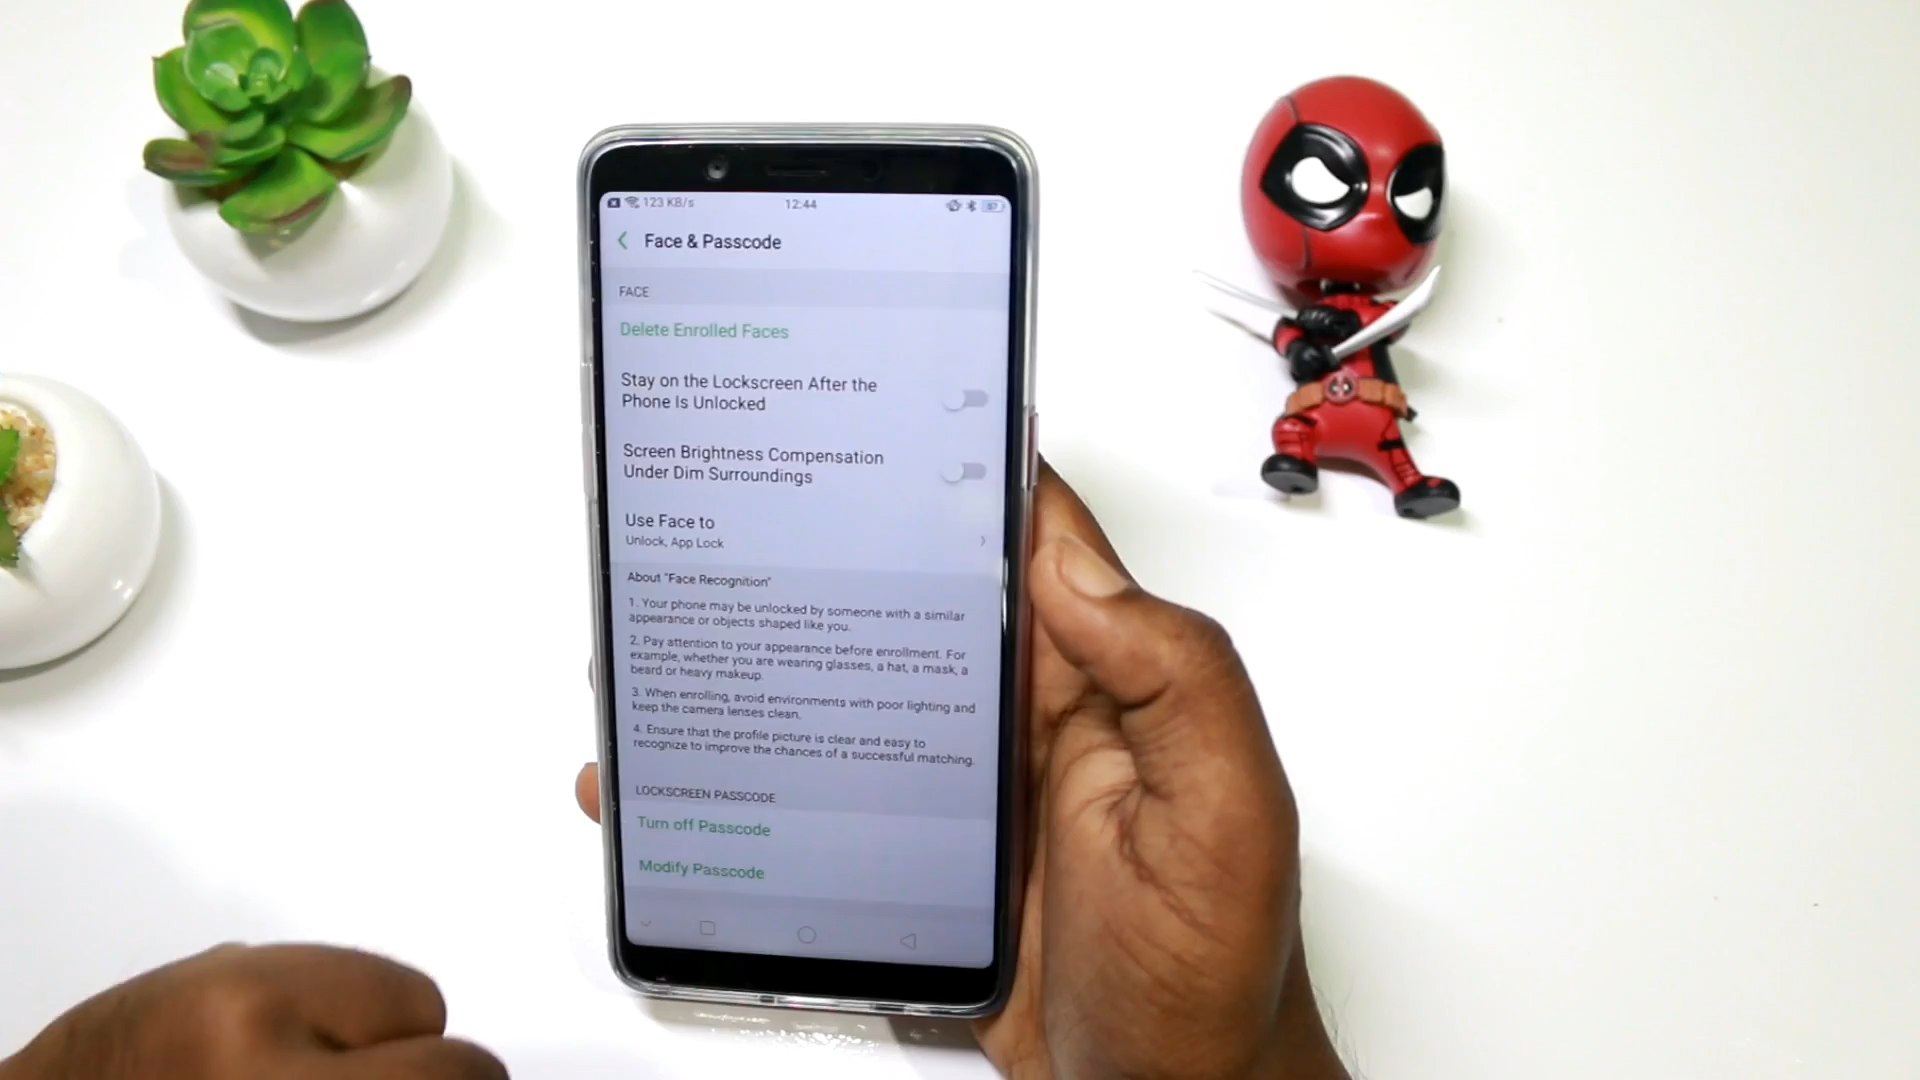 123 KB/s 12:44 57
Face & Passcode
FACE
Delete Enrolled Faces
Stay on the Lockscreen After the
Phone Is Unlocked
Screen Brightness Compensation
Under Dim Surroundings
Use Face to
Unlock, App Lock
About "Face Recognition"
1. Your phone may be unlocked by someone with a similar
appearance or objects shaped like you.
2. Pay attention to your appearance before enrollment. For
example, whether you are wearing glasses, a hat, a mask, a
beard or heavy makeup.
3. When enrolling, avoid environments with poor lighting and
keep the camera lenses clean.
4. Ensure that the profile picture is clear and easy to
recognize to improve the chances of a successful matching.
LOCKSCREEN PASSCODE
Turn off Passcode
Modify Passcode